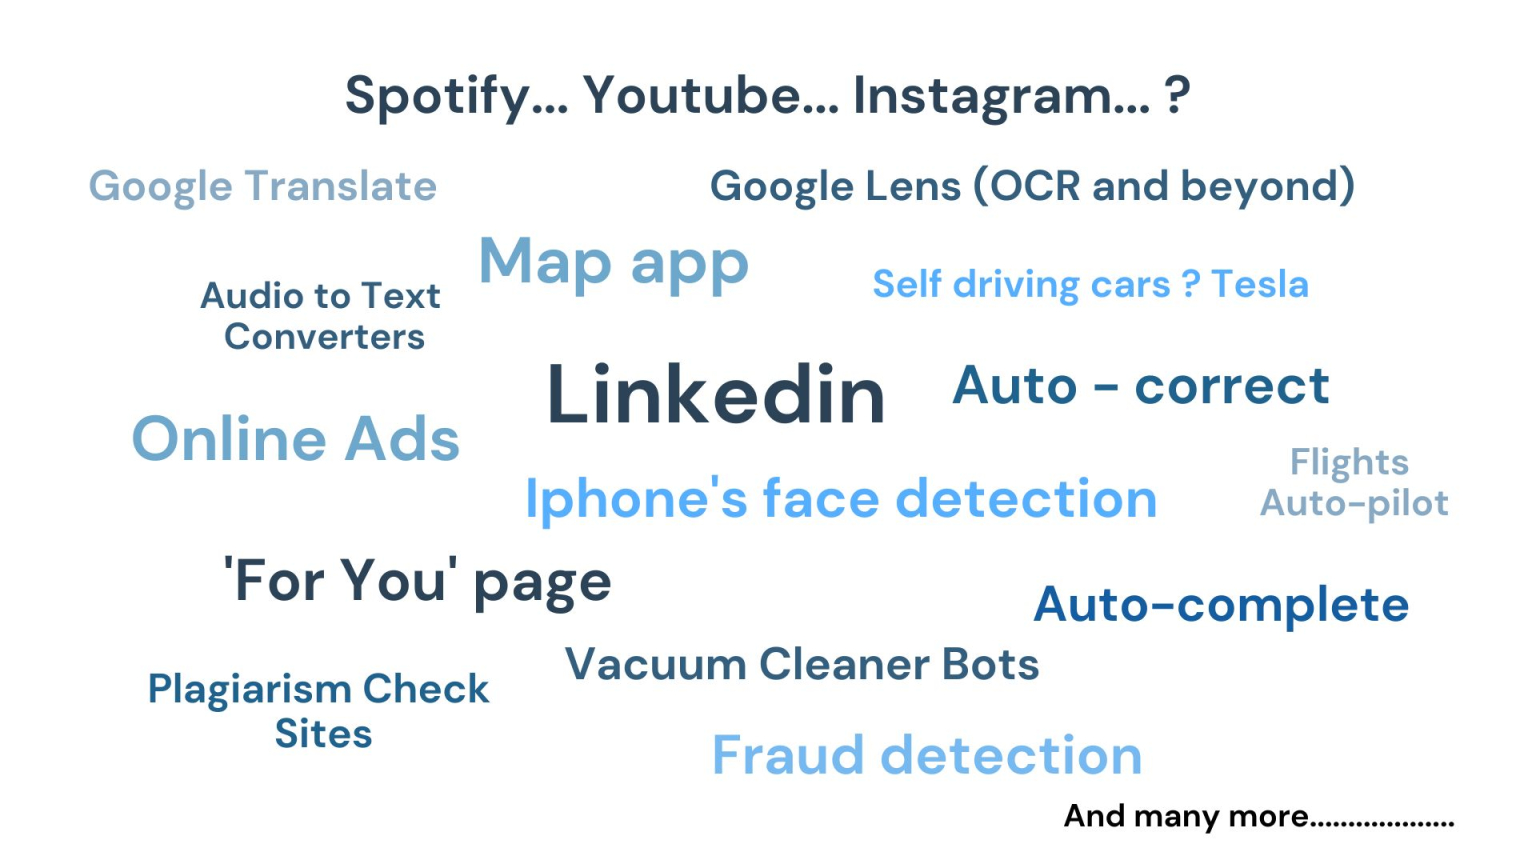 Spotify... Youtube... Instagram... ?
Google Translate
Google Lens (OCR and beyond)
Map app
Self driving cars ? Tesla
Audio to Text
Converters
Linkedin
Auto - correct
Online Ads
Flights
Auto-pilot
Iphone's face detection
'For You' page
Auto-complete
Vacuum Cleaner Bots
Plagiarism Check
Sites
Fraud detection
And many more...................